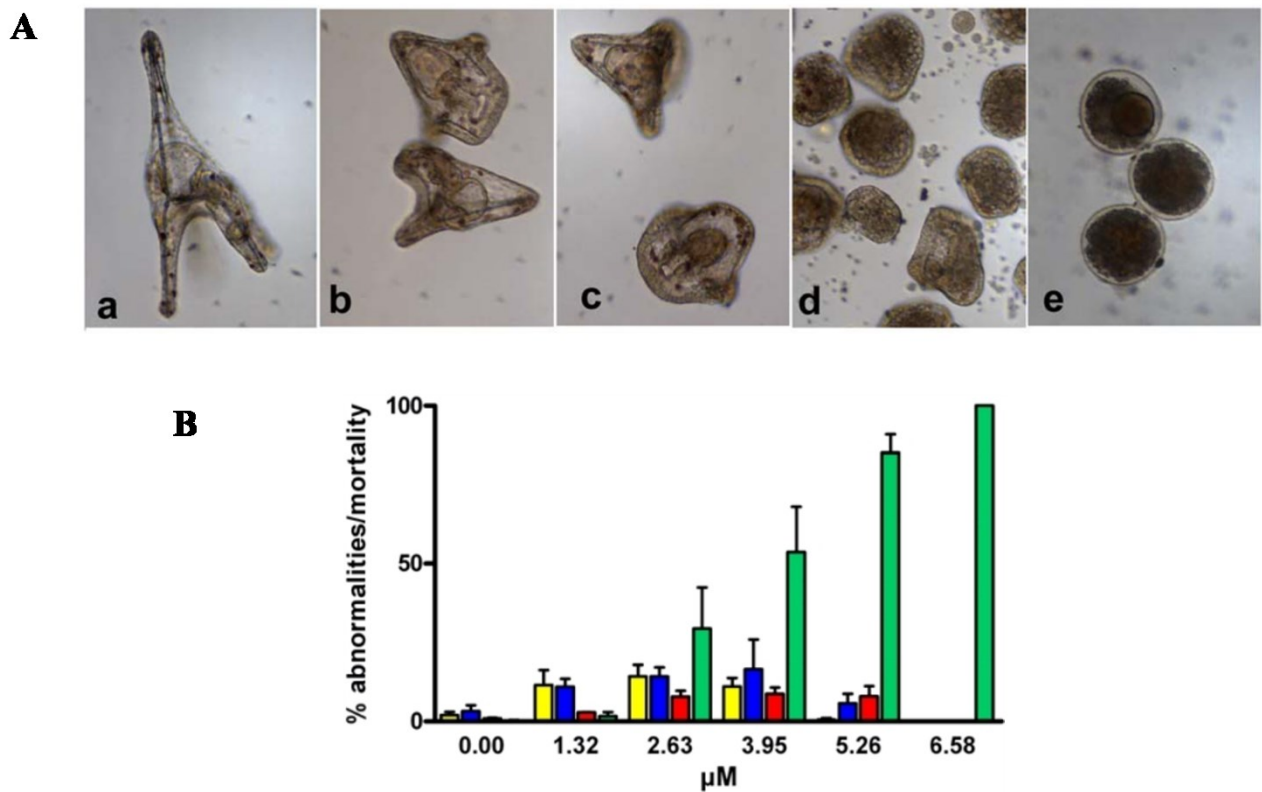 A
a b c d e
B
% abnormalities/mortality
100
50
0
0.00 1.32 2.63 3.95 5.26 6.58
µM